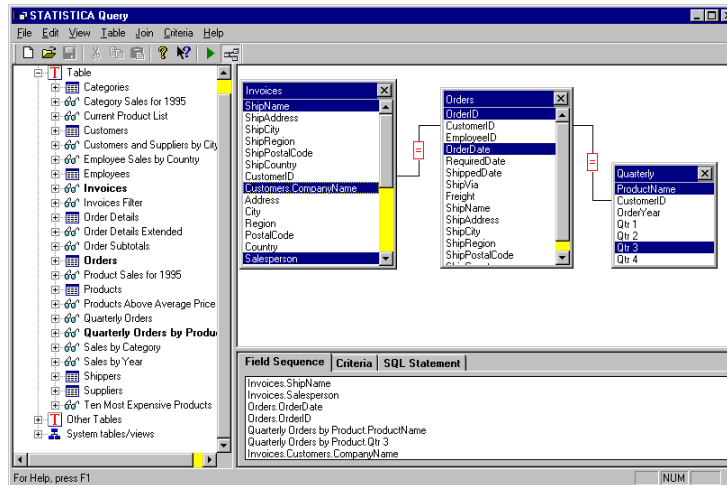 STATISTICA Query
File Edit View Table Join Criteria Help
Table
Categories
Category Sales for 1995
Current Product List
Customers
Customers and Suppliers by City
Employee Sales by Country
Employees
Invoices
Invoices Filter
Order Details
Order Details Extended
Order Subtotals
Orders
Product Sales for 1995
Products
Products Above Average Price
Quarterly Orders
Quarterly Orders by Produ
Sales by Category
Sales by Year
Shippers
Suppliers
Ten Most Expensive Products
Other Tables
System tables/views
Invoices
ShipName
ShipAddress
ShipCity
ShipRegion
ShipPostalCode
ShipCountry
CustomerID
Customers.CompanyName
Address
City
Region
PostalCode
Country
Salesperson
=
Orders
OrderID
CustomerID
EmployeeID
OrderDate
RequiredDate
ShippedDate
ShipVia
Freight
ShipName
ShipAddress
ShipCity
ShipRegion
ShipPostalCode
=
Quarterly
ProductName
CustomerID
OrderYear
Qtr 1
Qtr 2
Qtr 3
Qtr 4
Field Sequence Criteria SQL Statement
Invoices.ShipName
Invoices.Salesperson
Orders.OrderDate
Orders.OrderID
Quarterly Orders by Product.ProductName
Quarterly Orders by Product.Qtr 3
Invoices.Customers.CompanyName
For Help, press F1
NUM